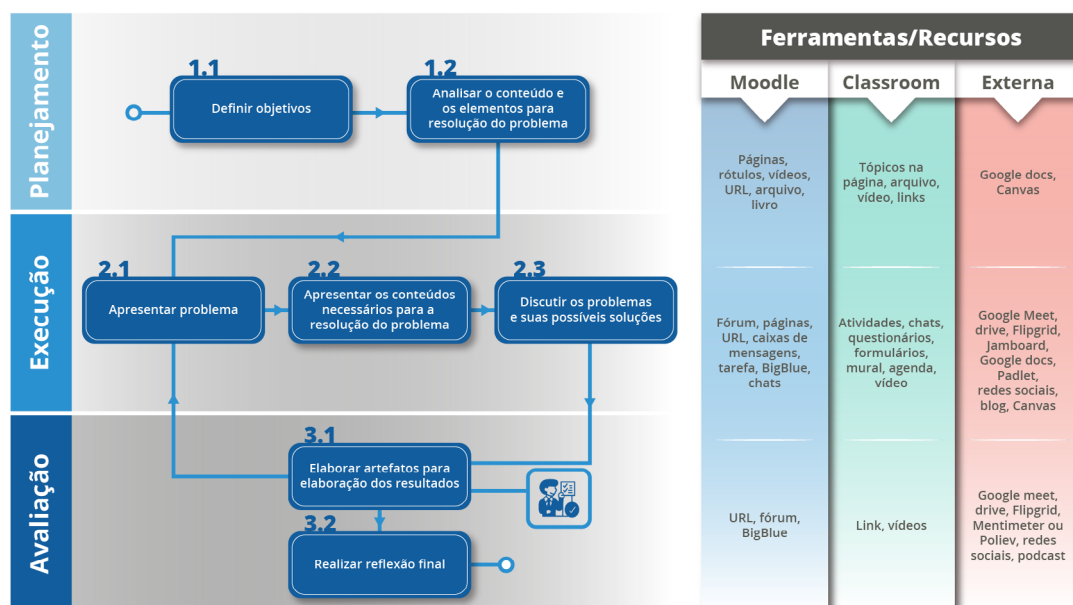 Planejamento
1.1
Definir objetivos
1.2
Analisar o conteúdo e
os elementos para
resolução do problema
Execução
2.1
Apresentar problema
2.2
Apresentar os conteúdos
necessários para a
resolução do problema
2.3
Discutir os problemas
e suas possíveis soluções
Avaliação
3.1
Elaborar artefatos para
elaboração dos resultados
3.2
Realizar reflexão final
Ferramentas/Recursos
Moodle
Classroom
Externa
Páginas,
rótulos, vídeos,
URL, arquivo,
livro
Tópicos na
página, arquivo,
vídeo, links
Google docs,
Canvas
Fórum, páginas,
URL, caixas de
mensagens,
tarefa, BigBlue,
chats
Atividades, chats,
questionários,
formulários,
mural, agenda,
vídeo
Google Meet,
drive, Flipgrid,
Jamboard,
Google docs,
Padlet,
redes sociais,
blog, Canvas
URL, fórum,
BigBlue
Link, vídeos
Google meet,
drive, Flipgrid,
Mentimeter ou
Poliev, redes
sociais, podcast